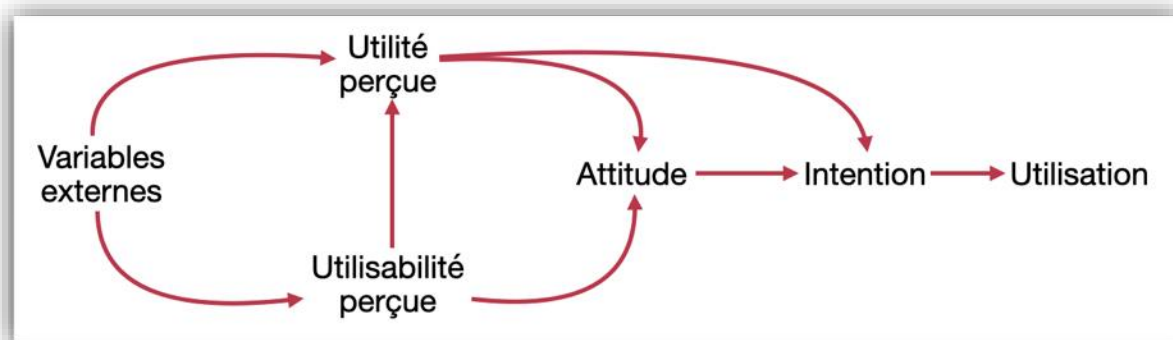 Utilité
perçue
Variables
externes
Attitude
Intention
Utilisation
Utilisabilité
perçue